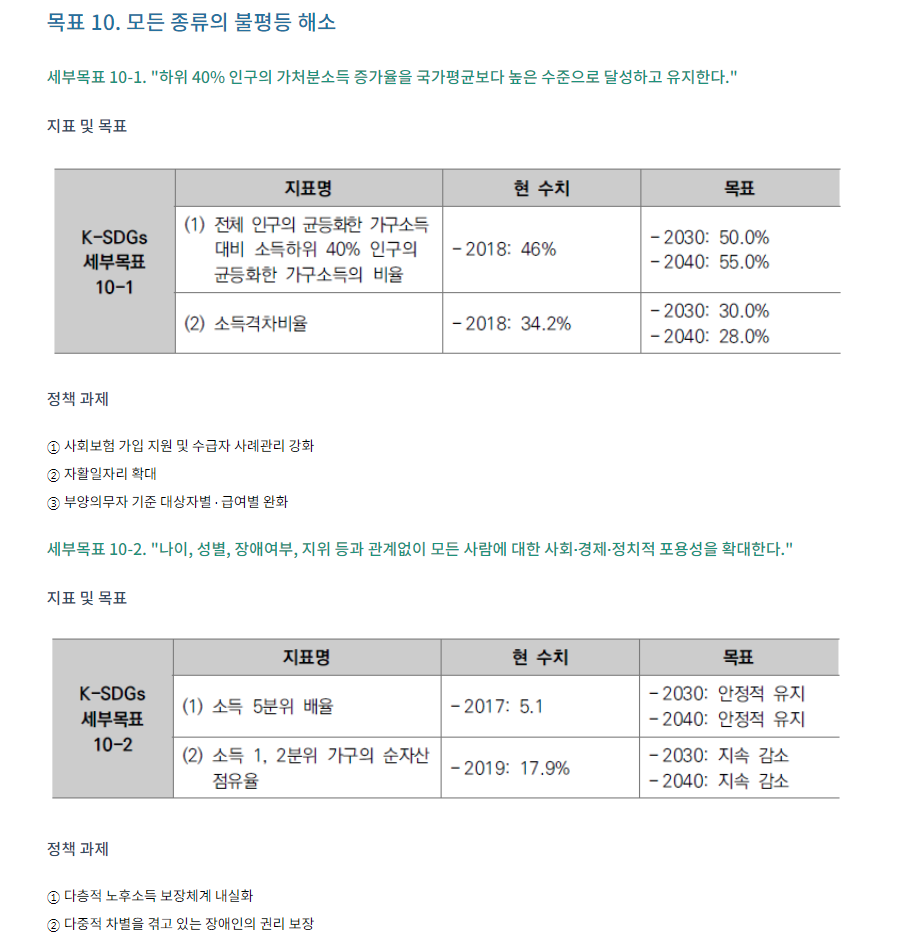 목표 10. 모든 종류의 불평등 해소
세부목표 10-1. "하위 40% 인구의 가처분소득 증가율을 국가평균보다 높은 수준으로 달성하고 유지한다."
지표 및 목표
지표명 현 수치 목표
K-SDGs
세부목표
10-1
(1) 전체 인구의 균등화한 가구소득
대비 소득하위 40% 인구의
균등화한 가구소득의 비율
- 2018: 46%
- 2030: 50.0%
- 2040: 55.0%
(2) 소득격차비율
- 2018: 34.2%
- 2030: 30.0%
- 2040: 28.0%
정책 과제
① 사회보험 가입 지원 및 수급자 사례관리 강화
② 자활일자리 확대
③ 부양의무자 기준 대상자별 · 급여별 완화
세부목표 10-2. "나이, 성별, 장애여부, 지위 등과 관계없이 모든 사람에 대한 사회·경제·정치적 포용성을 확대한다."
지표 및 목표
지표명 현 수치 목표
K-SDGs
세부목표
10-2
(1) 소득 5분위 배율
- 2017: 5.1
- 2030: 안정적 유지
- 2040: 안정적 유지
(2) 소득 1, 2분위 가구의 순자산
점유율
- 2019: 17.9%
- 2030: 지속 감소
- 2040: 지속 감소
정책 과제
① 다층적 노후소득 보장체계 내실화
② 다중적 차별을 겪고 있는 장애인의 권리 보장